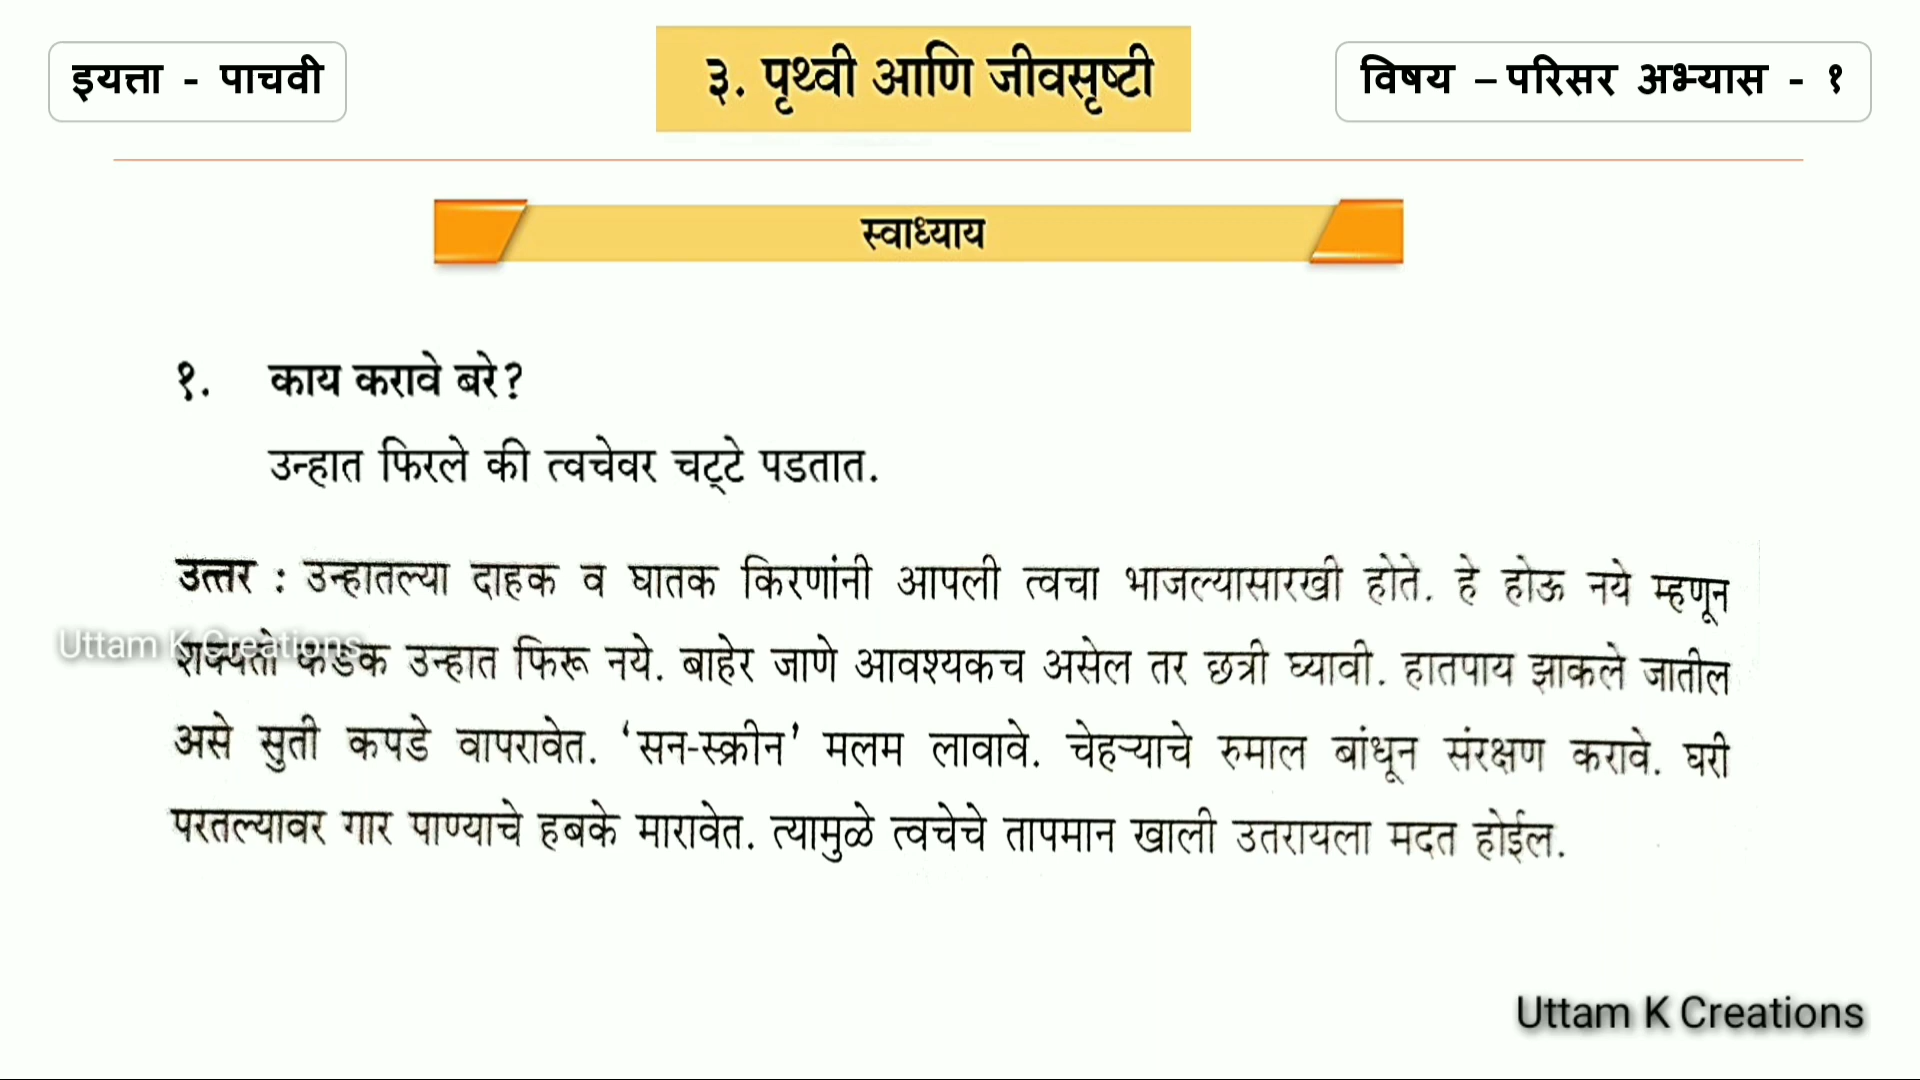 इयत्ता - पाचवी
३. पृथ्वी आणि जीवसृष्टी
विषय – परिसर अभ्यास - १
स्वाध्याय
१. काय करावे बरे?
उन्हात फिरले की त्वचेवर चट्टे पडतात.
उत्तर : उन्हातल्या दाहक व घातक किरणांनी आपली त्वचा भाजल्यासारखी होते. हे होऊ नये म्हणून
Uttam K Creations
शक्यतो कडक उन्हात फिरू नये. बाहेर जाणे आवश्यकच असेल तर छत्री घ्यावी. हातपाय झाकले जातील
असे सुती कपडे वापरावेत. ‘सन-स्क्रीन’ मलम लावावे. चेहऱ्याचे रुमाल बांधून संरक्षण करावे. घरी
परतल्यावर गार पाण्याचे हबके मारावेत. त्यामुळे त्वचेचे तापमान खाली उतरायला मदत होईल.
Uttam K Creations